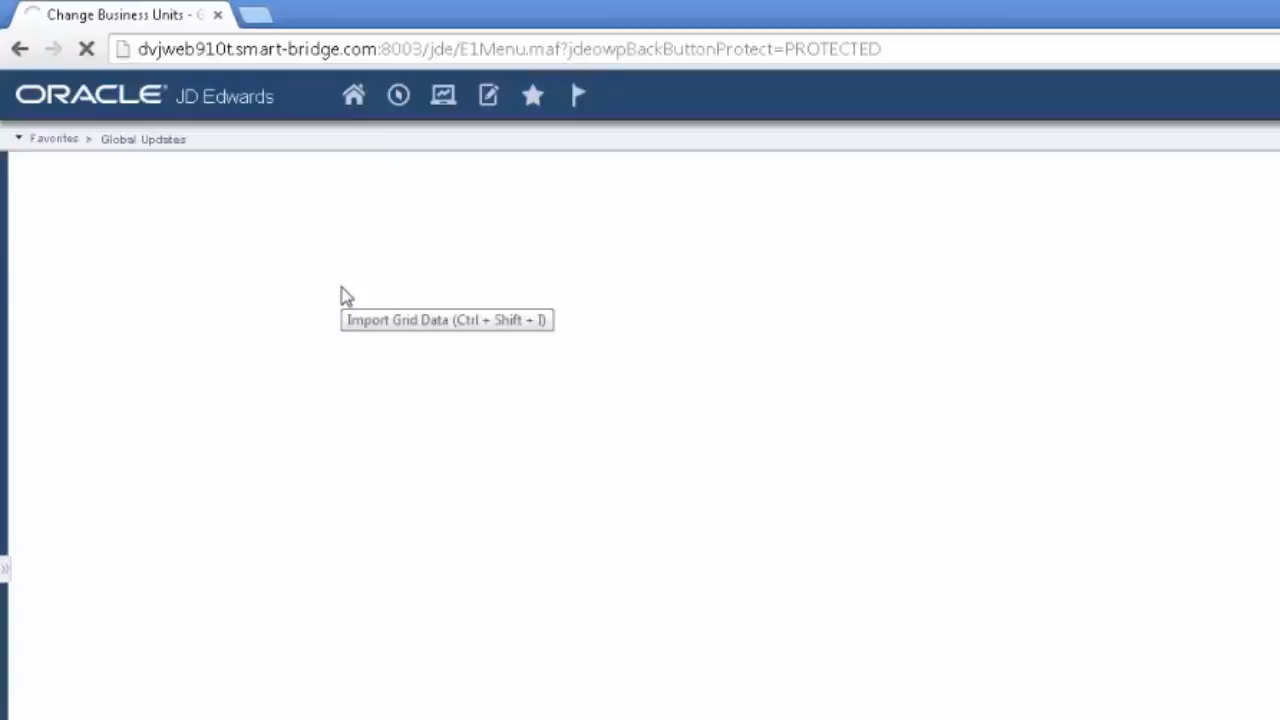 Change Business Units - G
dvjweb910t.smart-bridge.com:8003/jde/E1Menu.maf?jdeowpBackButtonProtect=PROTECTED
ORACLE JD Edwards
Favorites > Global Updates
Import Grid Data (Ctrl + Shift + I)